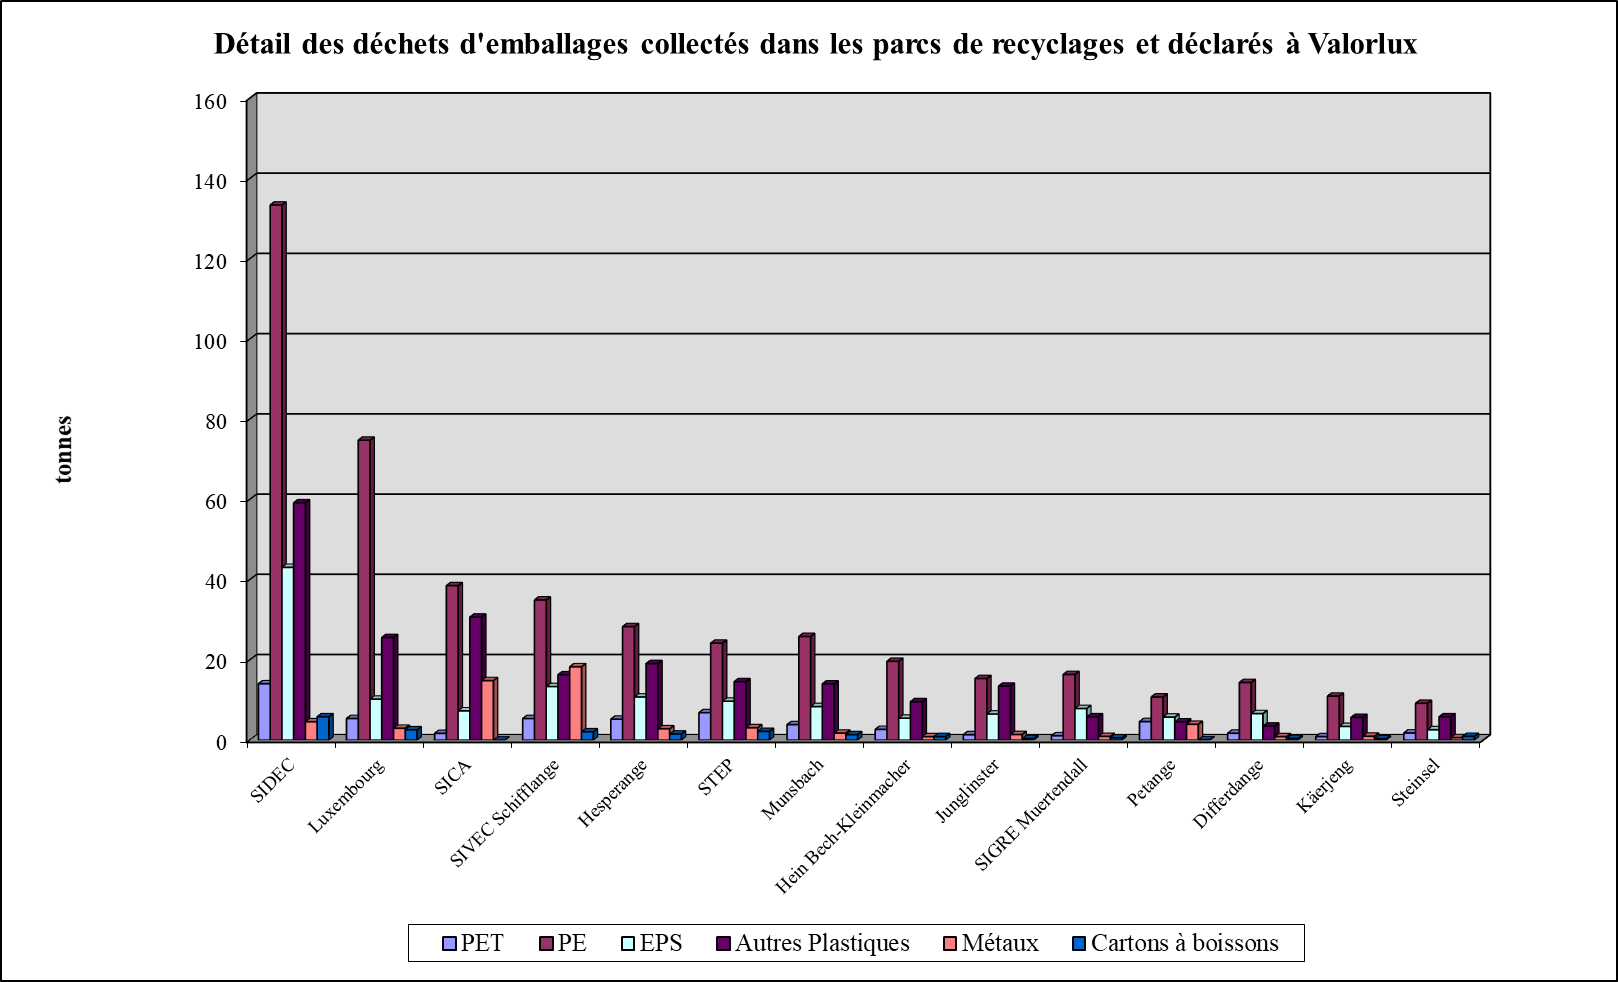 Détail des déchets d'emballages collectés dans les parcs de recyclages et déclarés à Valorlux
160
140
120
100
80
60
40
20
0
tonnes
SIDEC
Luxembourg
SICA
SIVEC Schifflange
Hesperange
STEP
Munsbach
Hein Bech-Kleinmacher
Junglinster
SIGRE Muertendall
Petange
Differdange
Käerjeng
Steinsel
PET PE EPS Autres Plastiques Métaux Cartons à boissons